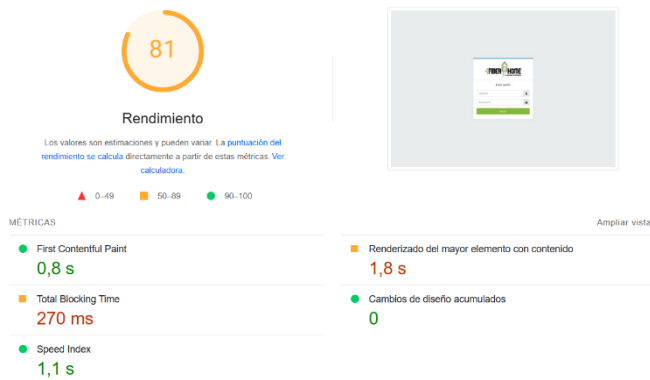 81
Rendimiento
Los valores son estimaciones y pueden variar. La puntuación del
rendimiento se calcula directamente a partir de estas métricas. Ver
calculadora.
0–49
50–89
90–100
FIBER HOME
MÉTRICAS
Ampliar vista
First Contentful Paint
0,8 s
Renderizado del mayor elemento con contenido
1,8 s
Total Blocking Time
270 ms
Cambios de diseño acumulados
0
Speed Index
1,1 s